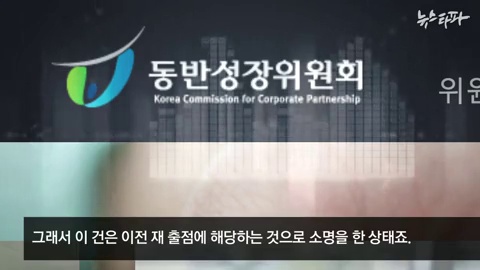 뉴스타파
동반성장위원회
Korea Commission for Corporate Partnership
위원
그래서 이 건은 이전 재 출점에 해당하는 것으로 소명을 한 상태죠.